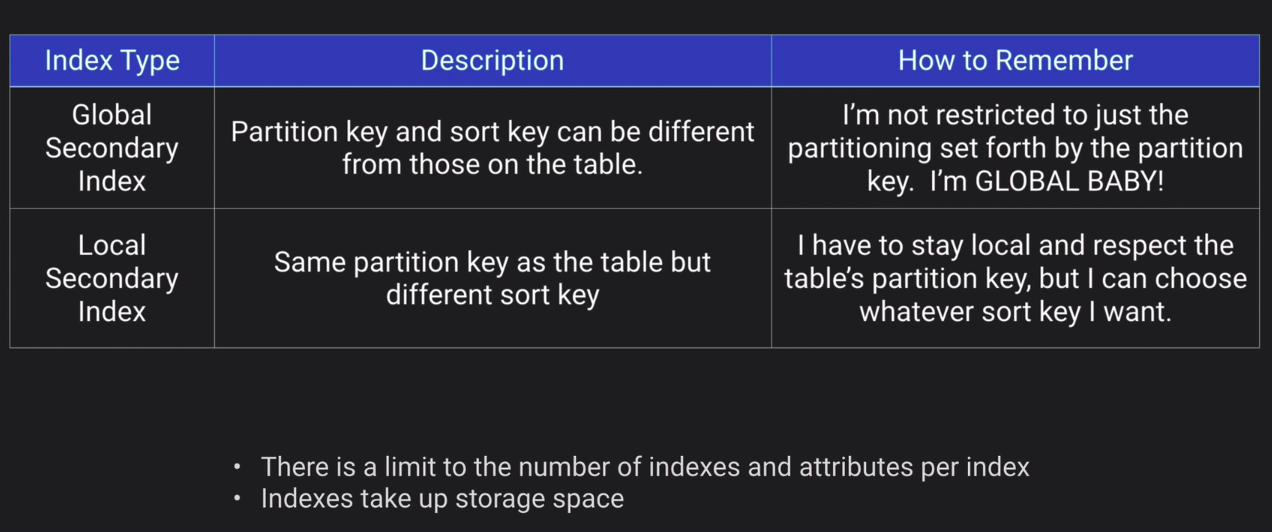 Index Type
Description
How to Remember
Global
Secondary
Index
Partition key and sort key can be different
from those on the table.
I’m not restricted to just the
partitioning set forth by the partition
key.  I’m GLOBAL BABY!
Local
Secondary
Index
Same partition key as the table but
different sort key
I have to stay local and respect the
table’s partition key, but I can choose
whatever sort key I want.
• There is a limit to the number of indexes and attributes per index
• Indexes take up storage space